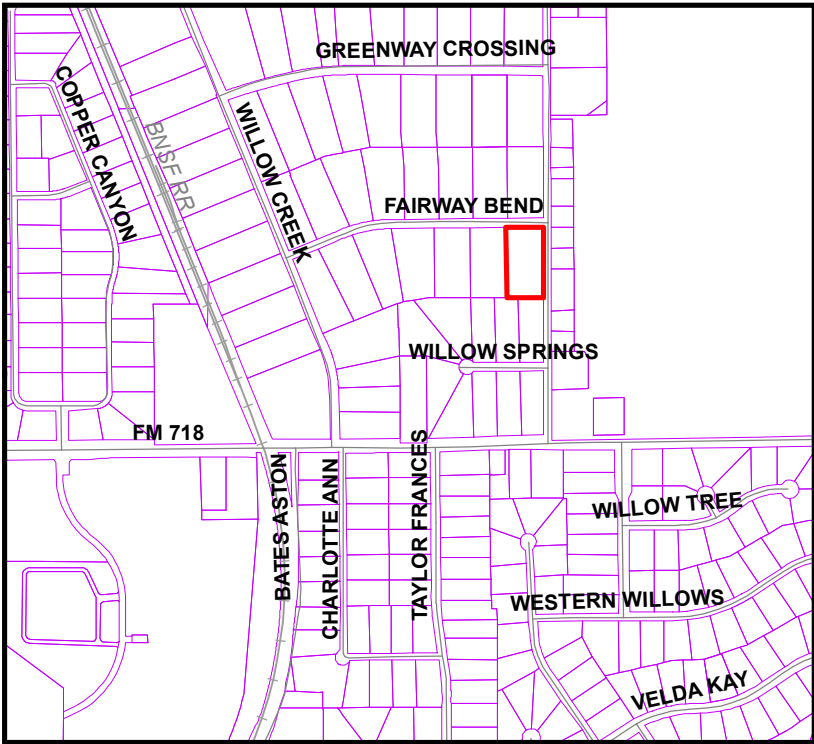 GREENWAY CROSSING
COPPER CANYON
BNSF RR
WILLOW CREEK
FAIRWAY BEND
WILLOW SPRINGS
FM 718
BATES ASTON
CHARLOTTE ANN
TAYLOR FRANCES
WILLOW TREE
WESTERN WILLOWS
VELDA KAY